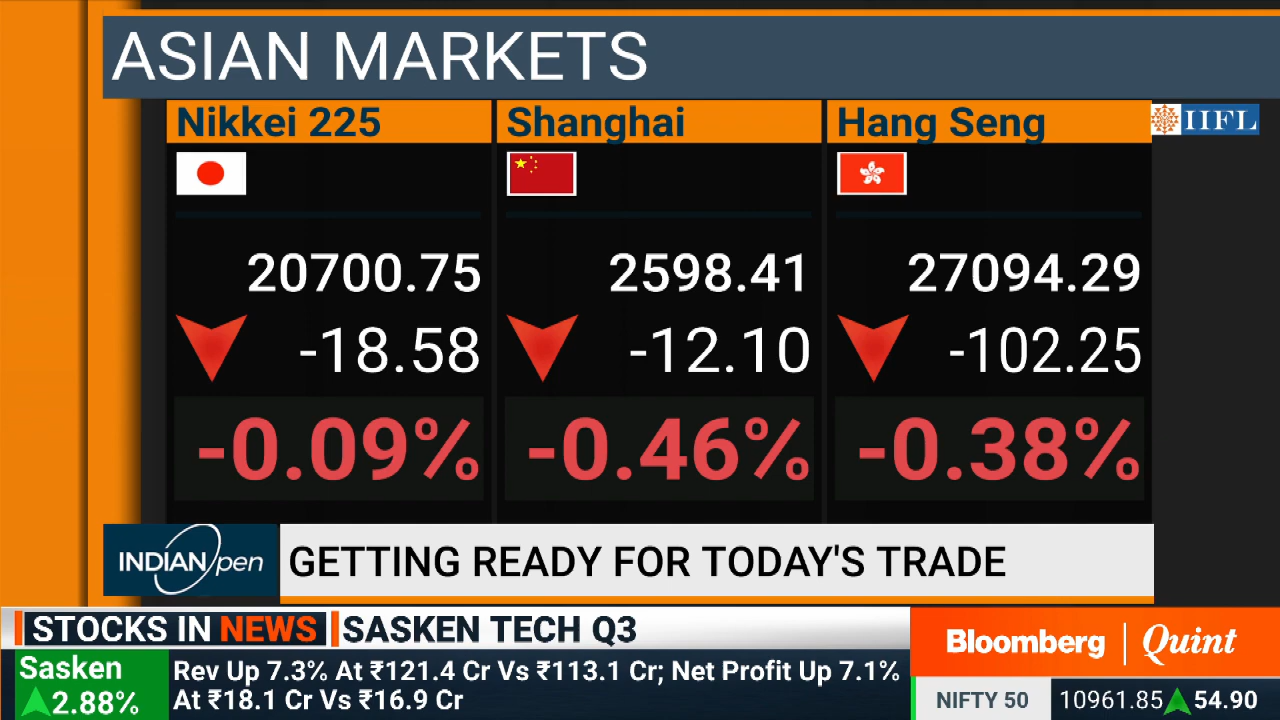 ASIAN MARKETS
Nikkei 225
Shanghai
Hang Seng
IIFL
20700.75
2598.41
27094.29
-18.58
-12.10
-102.25
-0.09%
-0.46%
-0.38%
INDIAN Open
GETTING READY FOR TODAY'S TRADE
STOCKS IN NEWS
SASKEN TECH Q3
Bloomberg | Quint
Sasken
2.88%
Rev Up 7.3% At ₹121.4 Cr Vs ₹113.1 Cr; Net Profit Up 7.1%
At ₹18.1 Cr Vs ₹16.9 Cr
NIFTY 50
10961.85 54.90